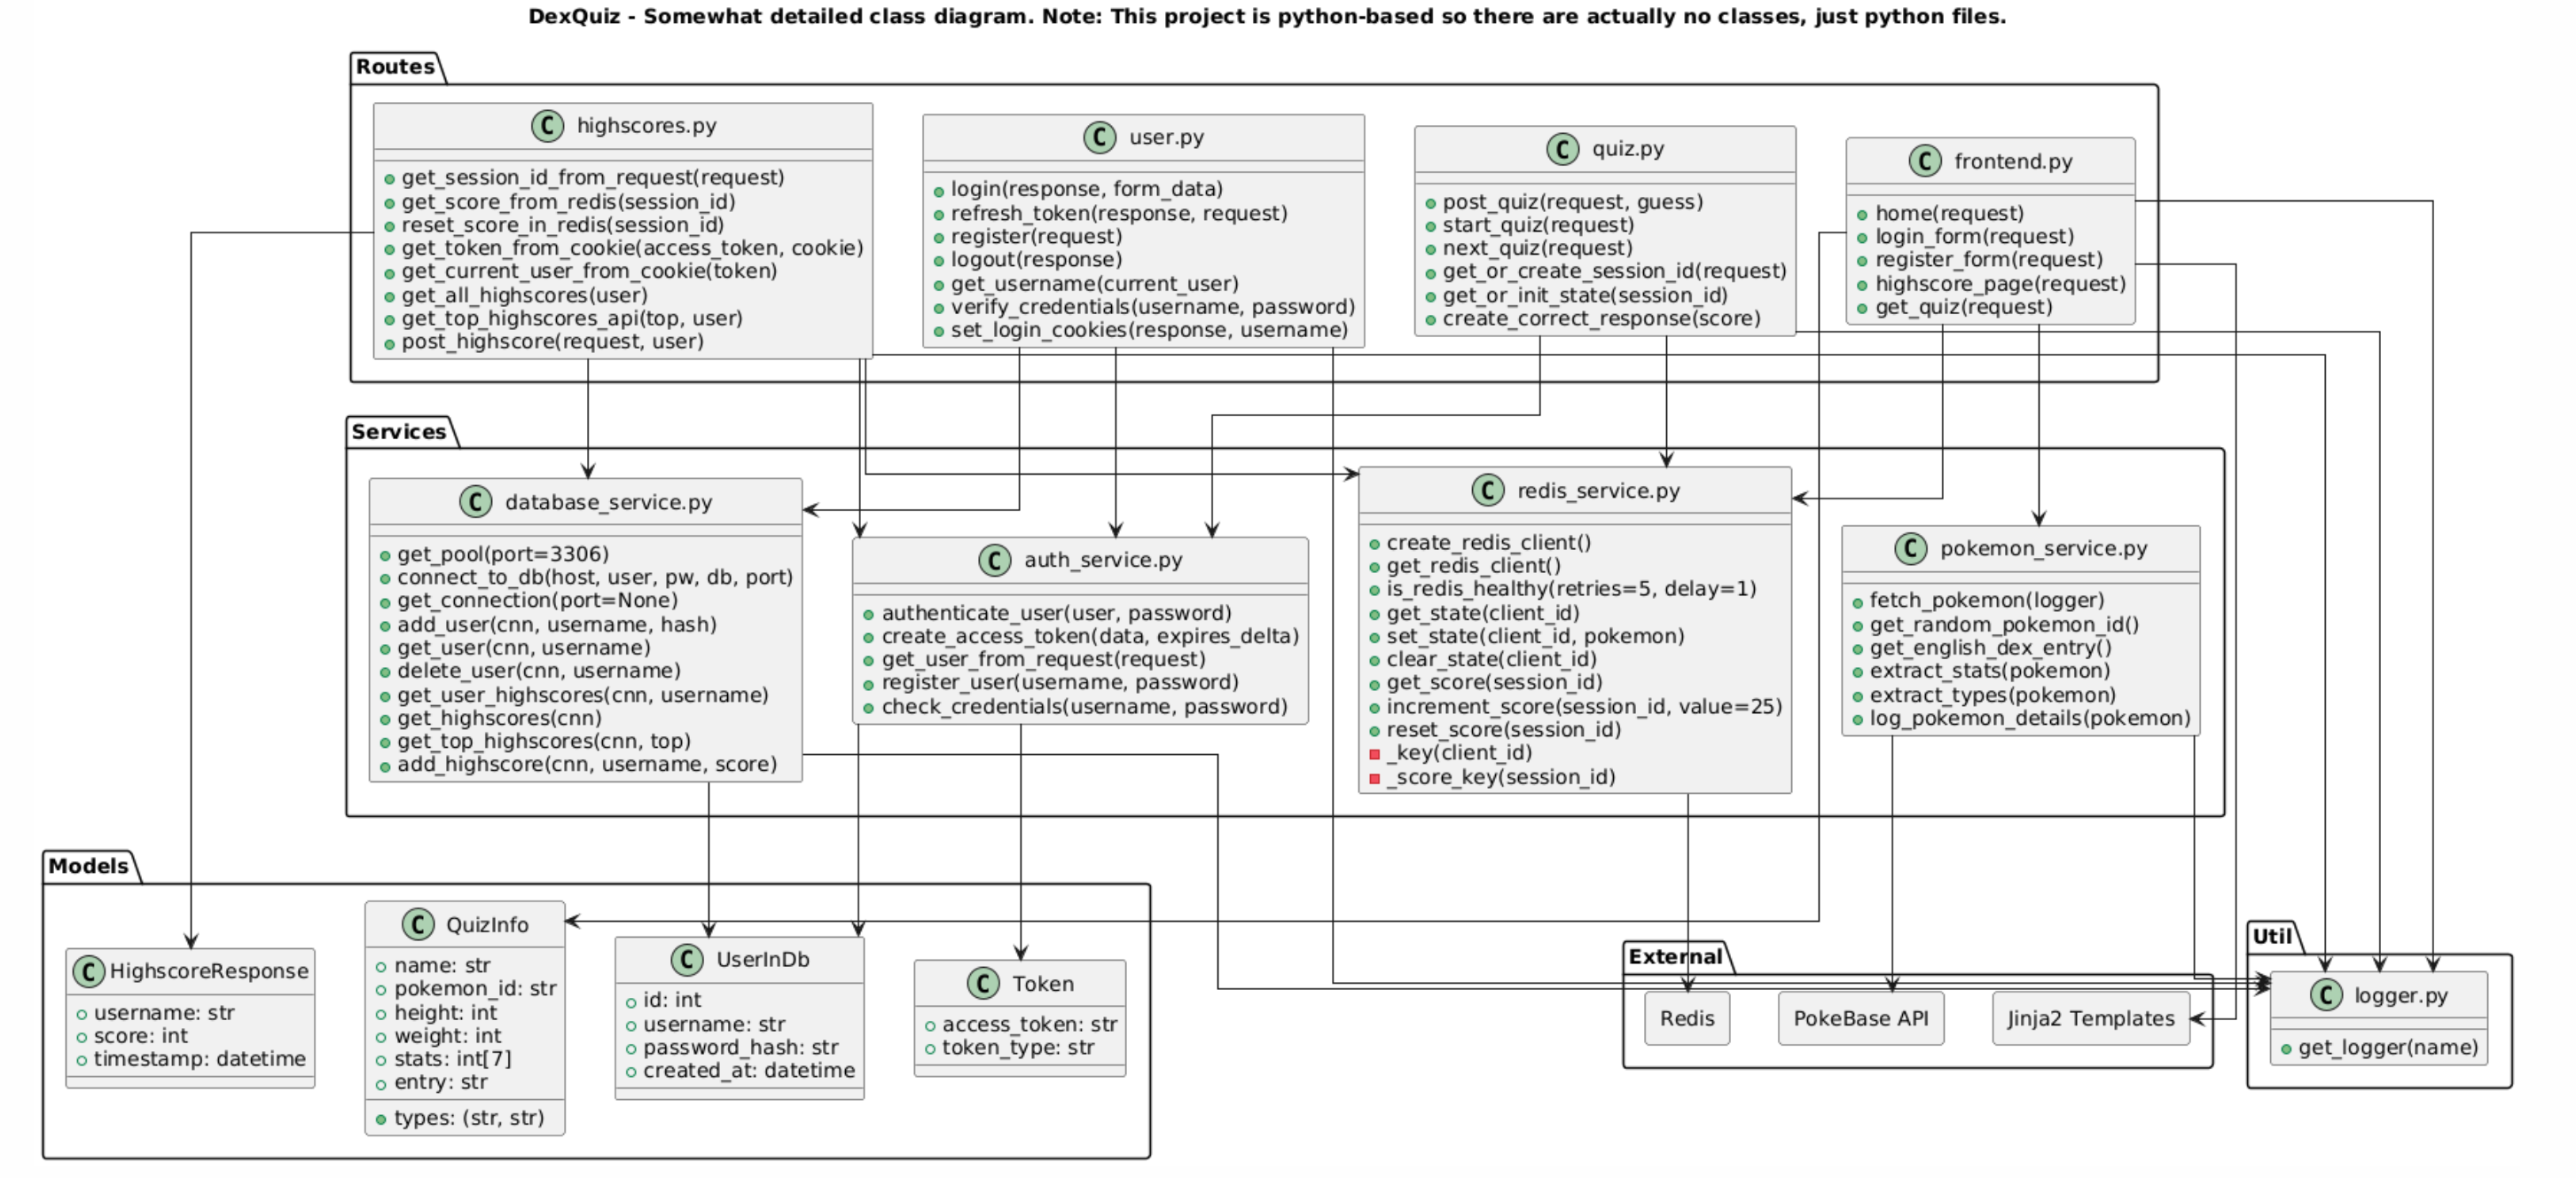 DexQuiz - Somewhat detailed class diagram. Note: This project is python-based so there are actually no classes, just python files.
Routes
C highscores.py
get_session_id_from_request(request)
get_score_from_redis(session_id)
reset_score_in_redis(session_id)
get_token_from_cookie(access_token, cookie)
get_current_user_from_cookie(token)
get_all_highscores(user)
get_top_highscores_api(top, user)
post_highscore(request, user)
C user.py
login(response, form_data)
refresh_token(response, request)
register(request)
logout(response)
get_username(current_user)
verify_credentials(username, password)
set_login_cookies(response, username)
C quiz.py
post_quiz(request, guess)
start_quiz(request)
next_quiz(request)
get_or_create_session_id(request)
get_or_init_state(session_id)
create_correct_response(score)
C frontend.py
home(request)
login_form(request)
register_form(request)
highscore_page(request)
get_quiz(request)
Services
C database_service.py
get_pool(port=3306)
connect_to_db(host, user, pw, db, port)
get_connection(port=None)
add_user(cnn, username, hash)
get_user(cnn, username)
delete_user(cnn, username)
get_user_highscores(cnn, username)
get_highscores(cnn)
get_top_highscores(cnn, top)
add_highscore(cnn, username, score)
C auth_service.py
authenticate_user(user, password)
create_access_token(data, expires_delta)
get_user_from_request(request)
register_user(username, password)
check_credentials(username, password)
C redis_service.py
create_redis_client()
get_redis_client()
is_redis_healthy(retries=5, delay=1)
get_state(client_id)
set_state(client_id, pokemon)
clear_state(client_id)
get_score(session_id)
increment_score(session_id, value=25)
reset_score(session_id)
_key(client_id)
_score_key(session_id)
C pokemon_service.py
fetch_pokemon(logger)
get_random_pokemon_id()
get_english_dex_entry()
extract_stats(pokemon)
extract_types(pokemon)
log_pokemon_details(pokemon)
Models
C HighscoreResponse
username: str
score: int
timestamp: datetime
C QuizInfo
name: str
pokemon_id: str
height: int
weight: int
stats: int[7]
entry: str
types: (str, str)
C UserInDb
id: int
username: str
password_hash: str
created_at: datetime
C Token
access_token: str
token_type: str
External
Redis
PokeBase API
Jinja2 Templates
Util
C logger.py
get_logger(name)